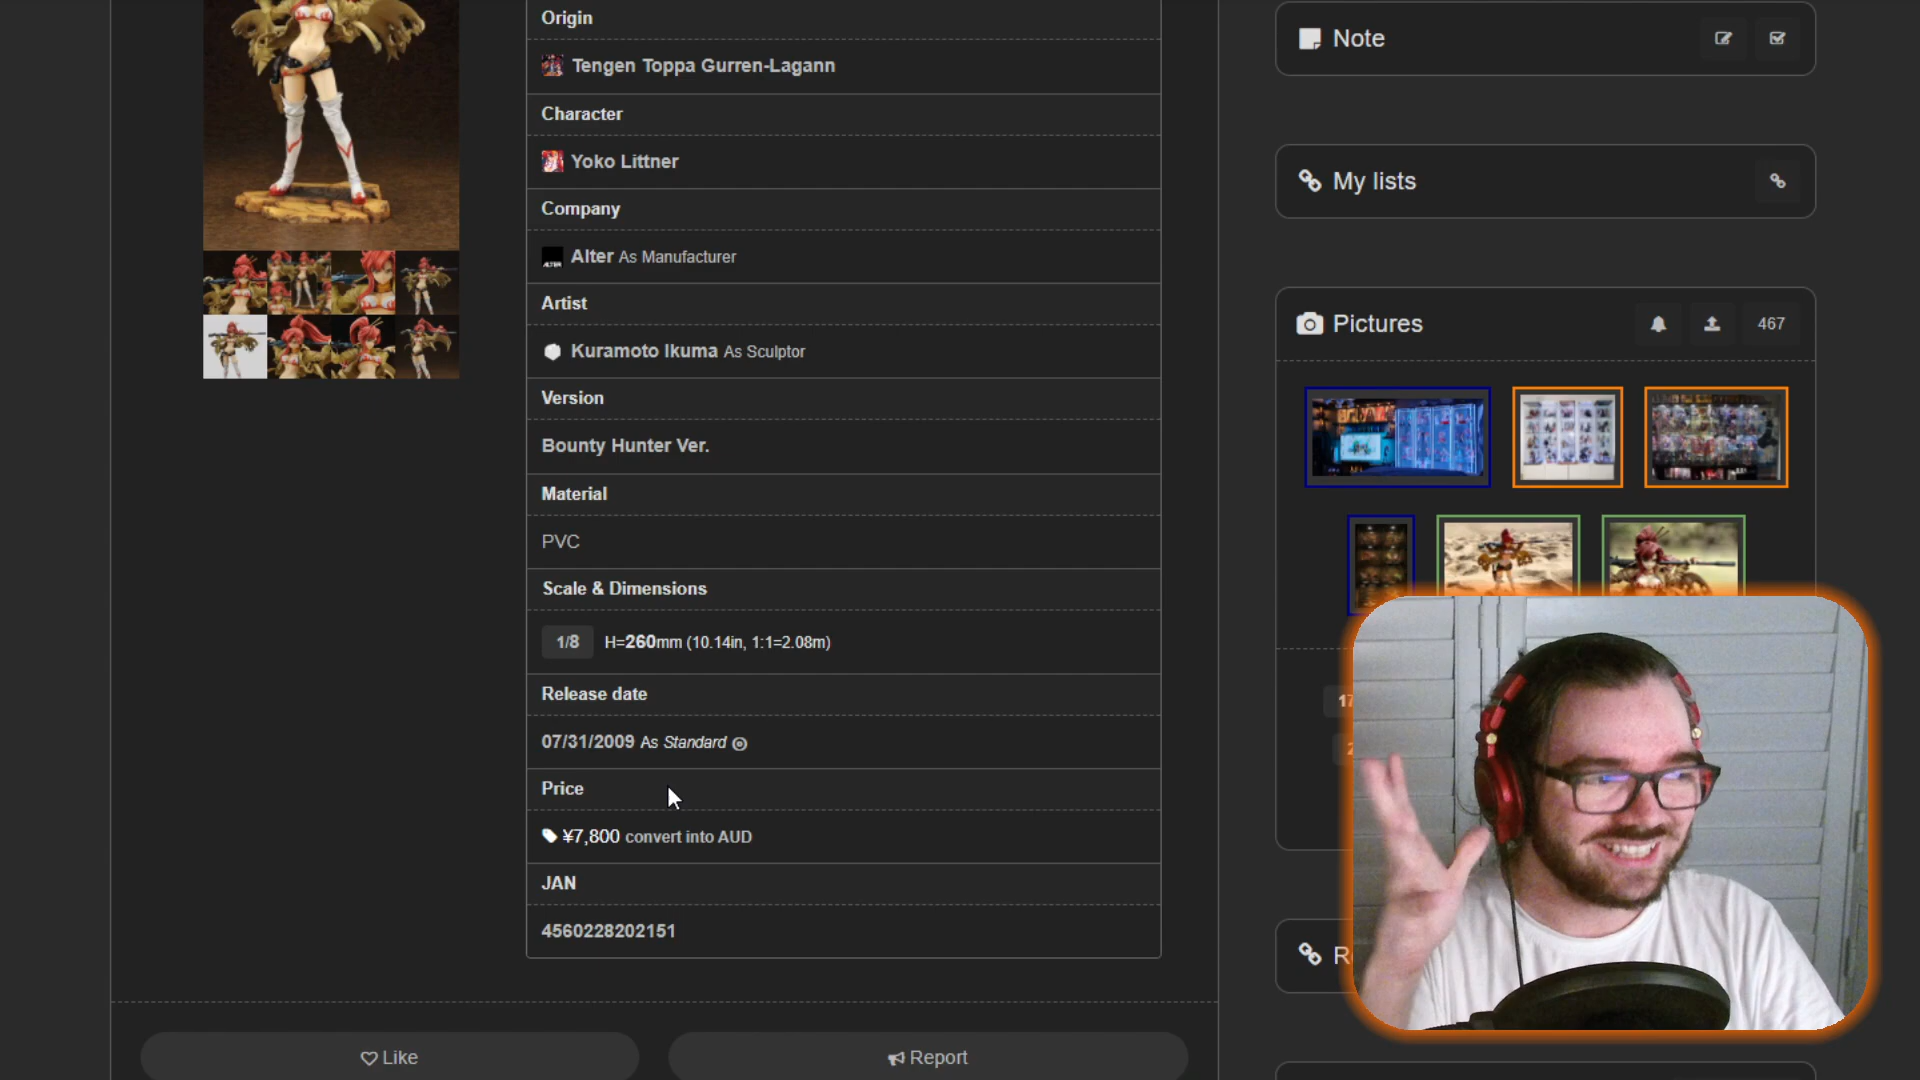 Origin
Tengen Toppa Gurren-Lagann
Character
Yoko Littner
Company
ALTER Alter As Manufacturer
Artist
Kuramoto Ikuma As Sculptor
Version
Bounty Hunter Ver.
Material
PVC
Scale & Dimensions
1/8 H=260mm (10.14in, 1:1=2.08m)
Release date
07/31/2009 As Standard
Price
¥7,800 convert into AUD
JAN
4560228202151
Like
Report
Note
My lists
Pictures
467